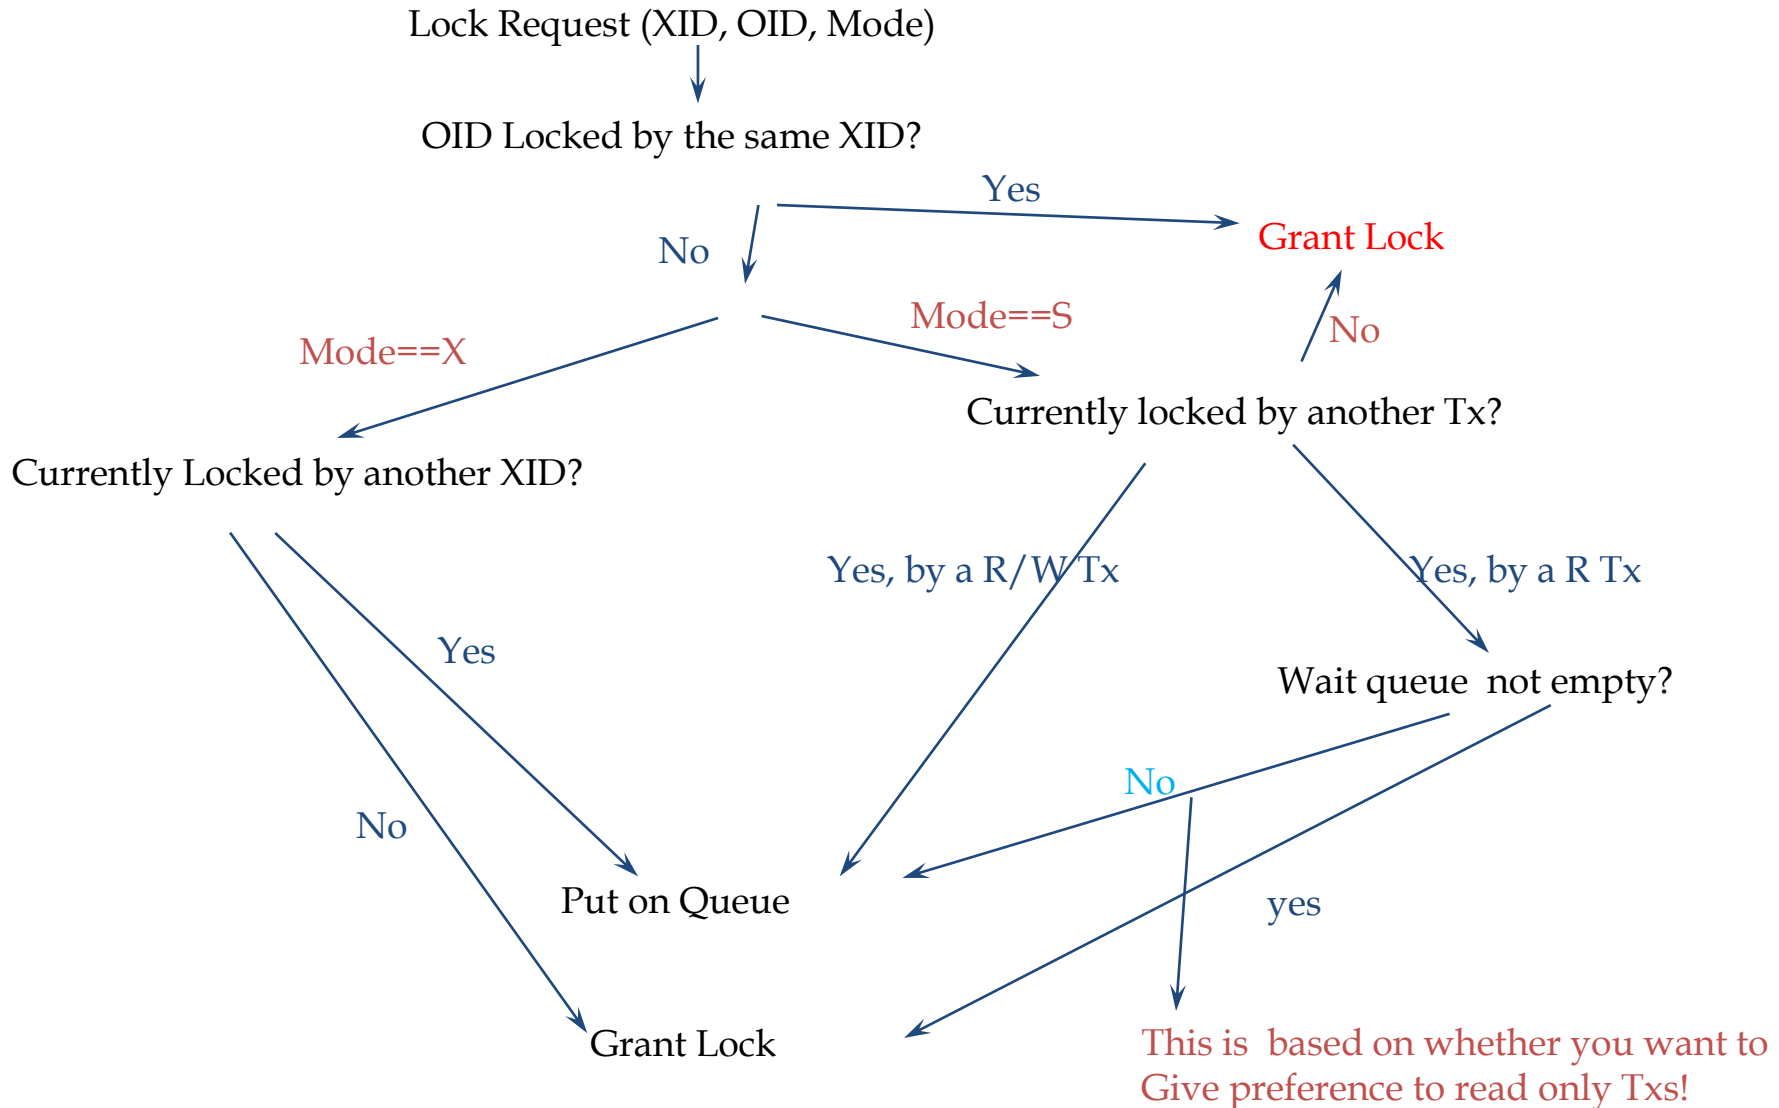 Lock Request (XID, OID, Mode)
OID Locked by the same XID?
Yes
No
Grant Lock
Mode==S
No
Mode==X
Currently locked by another Tx?
Currently Locked by another XID?
Yes, by a R/W Tx
Yes, by a R Tx
Yes
Wait queue  not empty?
No
No
Put on Queue
yes
Grant Lock
This is  based on whether you want to
Give preference to read only Txs!